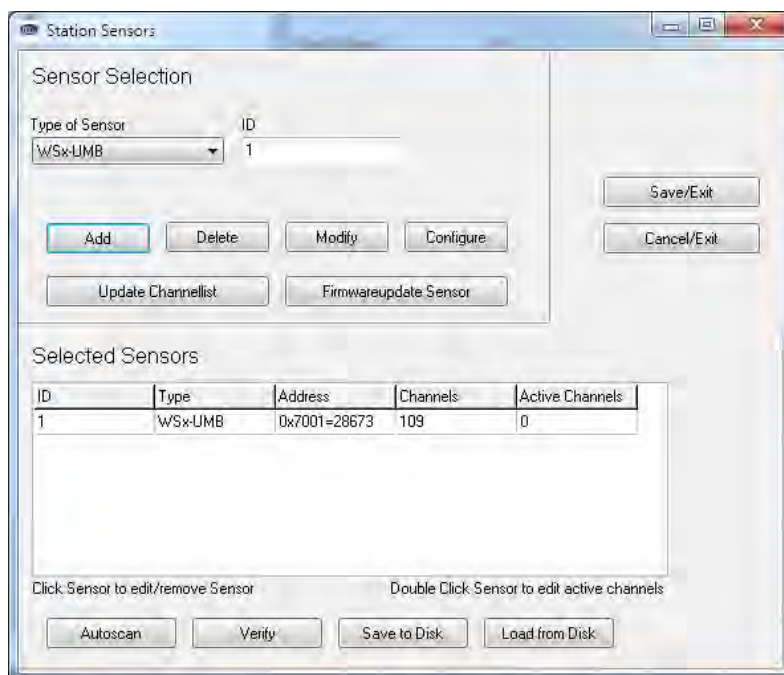 Station Sensors
Sensor Selection
Type of Sensor ID
WSx-UMB 1
Save/Exit
Add Delete Modify Configure Cancel/Exit
Update Channellist Firmwareupdate Sensor
Selected Sensors
ID Type Address Channels Active Channels
1 WSx-UMB 0x7001=28673 109 0
Click Sensor to edit/remove Sensor Double Click Sensor to edit active channels
Autoscan Verify Save to Disk Load from Disk